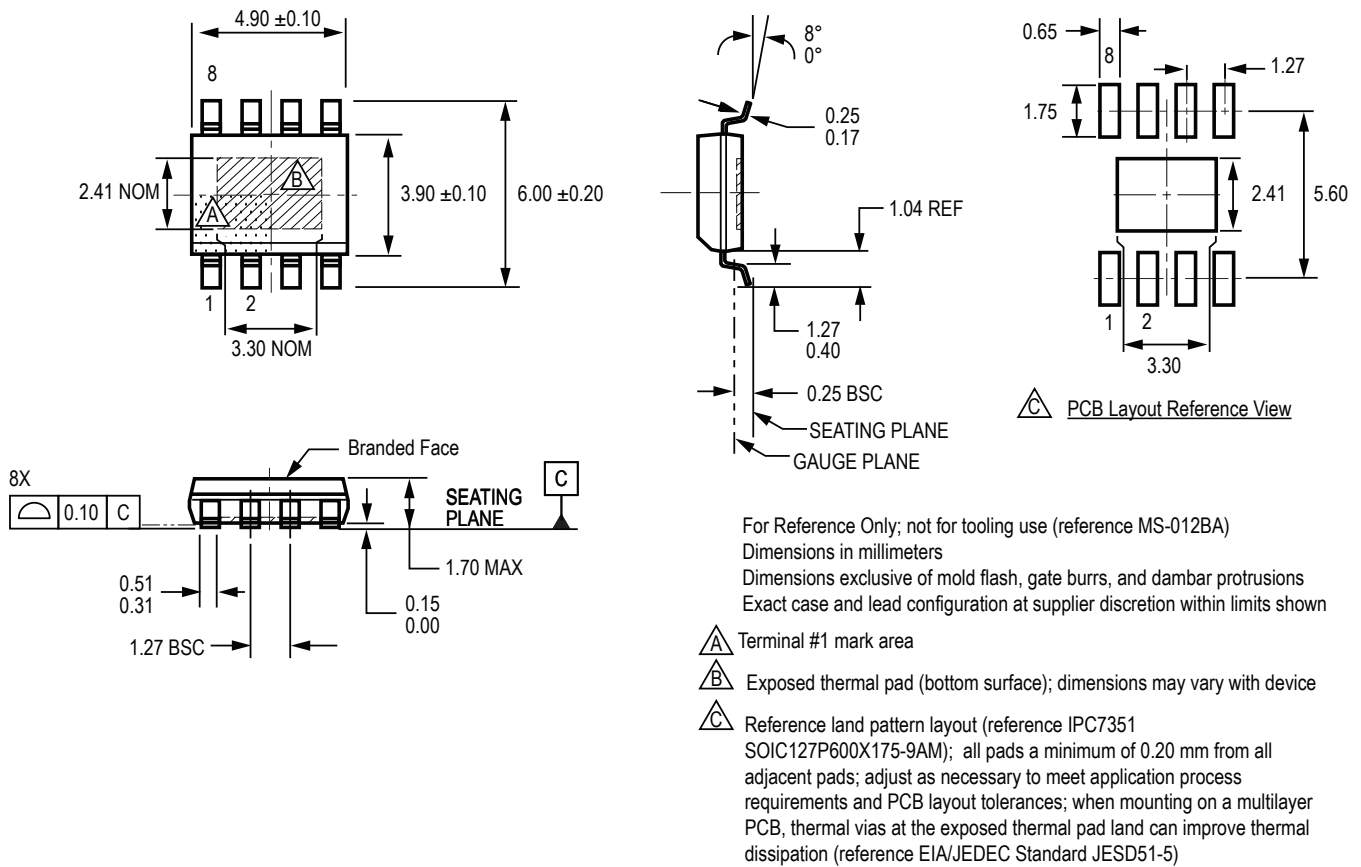 4.90 ±0.10
8
A
B
2.41 NOM
3.90 ±0.10
6.00 ±0.20
1 2
3.30 NOM
8°
0°
0.25
0.17
1.04 REF
1.27
0.40
0.25 BSC
SEATING PLANE
GAUGE PLANE
0.65
8
1.27
1.75
2.41
5.60
1 2
3.30
C PCB Layout Reference View
Branded Face
8X
0.10 C
SEATING
PLANE
C
1.70 MAX
0.51
0.31
0.15
0.00
1.27 BSC
For Reference Only; not for tooling use (reference MS-012BA)
Dimensions in millimeters
Dimensions exclusive of mold flash, gate burrs, and dambar protrusions
Exact case and lead configuration at supplier discretion within limits shown
A Terminal #1 mark area
B Exposed thermal pad (bottom surface); dimensions may vary with device
C Reference land pattern layout (reference IPC7351
SOIC127P600X175-9AM); all pads a minimum of 0.20 mm from all
adjacent pads; adjust as necessary to meet application process
requirements and PCB layout tolerances; when mounting on a multilayer
PCB, thermal vias at the exposed thermal pad land can improve thermal
dissipation (reference EIA/JEDEC Standard JESD51-5)